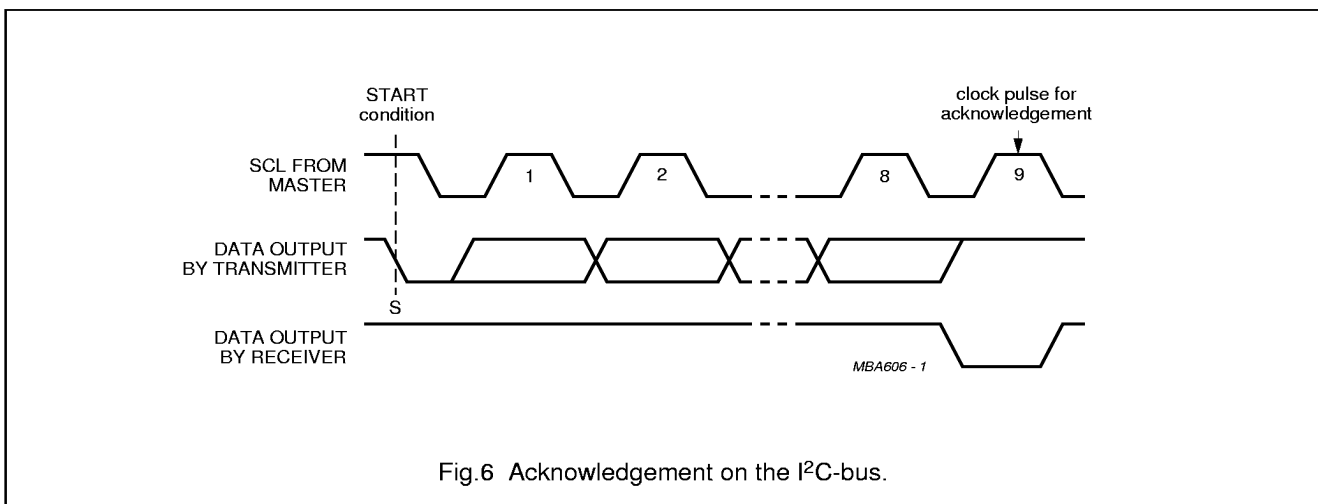 START
condition
clock pulse for
acknowledgement
SCL FROM
MASTER
1
2
8
9
DATA OUTPUT
BY TRANSMITTER
S
DATA OUTPUT
BY RECEIVER
MBA606 - 1
Fig.6 Acknowledgement on the I²C-bus.